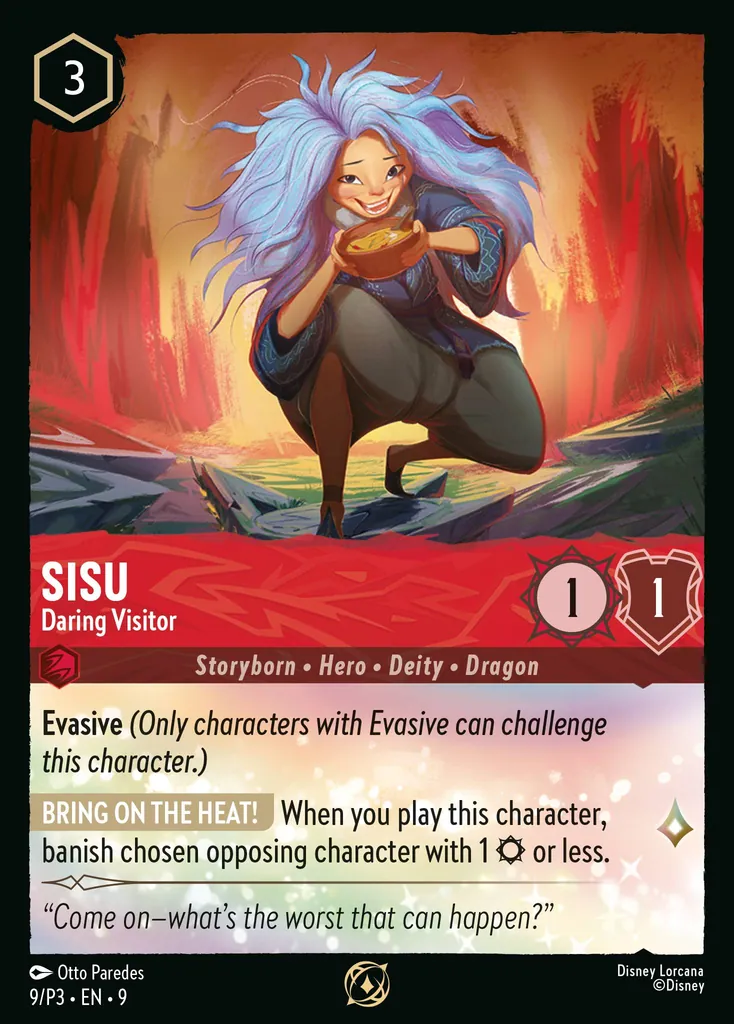 3
SISU
Daring Visitor
1
1
Storyborn • Hero • Deity • Dragon
Evasive (Only characters with Evasive can challenge
this character.)
BRING ON THE HEAT! When you play this character,
banish chosen opposing character with 1 or less.
“Come on—what’s the worst that can happen?”
Otto Paredes
Disney Lorcana
9/P3 • EN • 9
©Disney